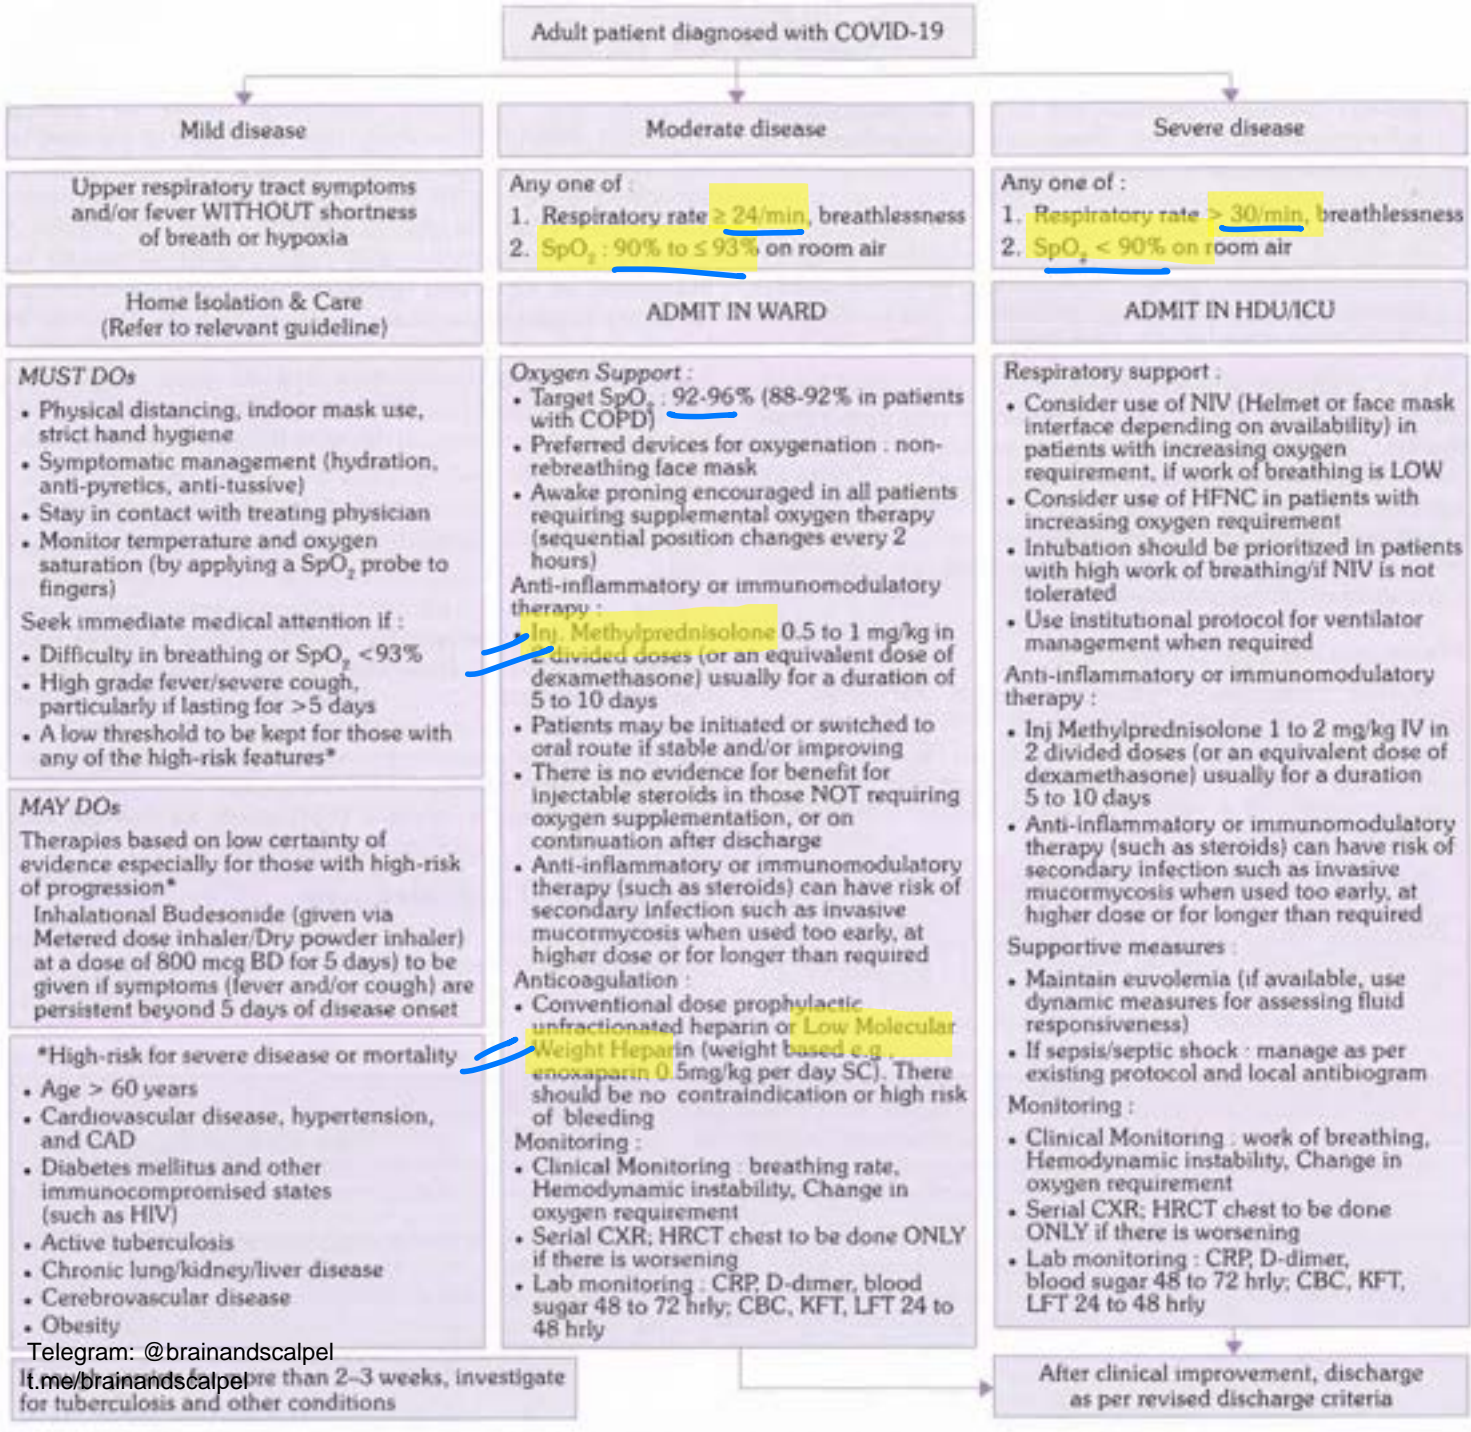 Adult patient diagnosed with COVID-19
Mild disease
Upper respiratory tract symptoms
and/or fever WITHOUT shortness
of breath or hypoxia
Home Isolation & Care
(Refer to relevant guideline)
MUST DOs
• Physical distancing, indoor mask use,
strict hand hygiene
• Symptomatic management (hydration,
anti-pyretics, anti-tussive)
• Stay in contact with treating physician
• Monitor temperature and oxygen
saturation (by applying a SpO₂ probe to
fingers)
Seek immediate medical attention if :
• Difficulty in breathing or SpO₂ <93%
• High grade fever/severe cough,
particularly if lasting for >5 days
• A low threshold to be kept for those with
any of the high-risk features*
MAY DOs
Therapies based on low certainty of
evidence especially for those with high-risk
of progression*
Inhalational Budesonide (given via
Metered dose inhaler/Dry powder inhaler)
at a dose of 800 mcg BD for 5 days) to be
given if symptoms (fever and/or cough) are
persistent beyond 5 days of disease onset
*High-risk for severe disease or mortality
• Age > 60 years
• Cardiovascular disease, hypertension,
and CAD
• Diabetes mellitus and other
immunocompromised states
(such as HIV)
• Active tuberculosis
• Chronic lung/kidney/liver disease
• Cerebrovascular disease
• Obesity
Telegram: @brainandscalpel
t.me/brainandscalpel
more than 2–3 weeks, investigate
for tuberculosis and other conditions
Moderate disease
Any one of :
1. Respiratory rate ≥ 24/min, breathlessness
2. SpO₂ : 90% to ≤ 93% on room air
ADMIT IN WARD
Oxygen Support :
• Target SpO₂ : 92-96% (88-92% in patients
with COPD)
• Preferred devices for oxygenation : non-
rebreathing face mask
• Awake proning encouraged in all patients
requiring supplemental oxygen therapy
(sequential position changes every 2
hours)
Anti-inflammatory or immunomodulatory
therapy :
• Inj. Methylprednisolone 0.5 to 1 mg/kg in
2 divided doses (or an equivalent dose of
dexamethasone) usually for a duration of
5 to 10 days
• Patients may be initiated or switched to
oral route if stable and/or improving
• There is no evidence for benefit for
injectable steroids in those NOT requiring
oxygen supplementation, or on
continuation after discharge
• Anti-inflammatory or immunomodulatory
therapy (such as steroids) can have risk of
secondary infection such as invasive
mucormycosis when used too early, at
higher dose or for longer than required
Anticoagulation :
• Conventional dose prophylactic
unfractionated heparin or Low Molecular
Weight Heparin (weight based e.g.,
enoxaparin 0.5mg/kg per day SC). There
should be no contraindication or high risk
of bleeding
Monitoring :
• Clinical Monitoring : breathing rate,
Hemodynamic instability, Change in
oxygen requirement
• Serial CXR; HRCT chest to be done ONLY
if there is worsening
• Lab monitoring : CRP, D-dimer, blood
sugar 48 to 72 hrly; CBC, KFT, LFT 24 to
48 hrly
Severe disease
Any one of :
1. Respiratory rate > 30/min, breathlessness
2. SpO₂ < 90% on room air
ADMIT IN HDU/ICU
Respiratory support :
• Consider use of NIV (Helmet or face mask
interface depending on availability) in
patients with increasing oxygen
requirement, if work of breathing is LOW
• Consider use of HFNC in patients with
increasing oxygen requirement
• Intubation should be prioritized in patients
with high work of breathing/if NIV is not
tolerated
• Use institutional protocol for ventilator
management when required
Anti-inflammatory or immunomodulatory
therapy :
• Inj Methylprednisolone 1 to 2 mg/kg IV in
2 divided doses (or an equivalent dose of
dexamethasone) usually for a duration
5 to 10 days
• Anti-inflammatory or immunomodulatory
therapy (such as steroids) can have risk of
secondary infection such as invasive
mucormycosis when used too early, at
higher dose or for longer than required
Supportive measures :
• Maintain euvolemia (if available, use
dynamic measures for assessing fluid
responsiveness)
• If sepsis/septic shock : manage as per
existing protocol and local antibiogram
Monitoring :
• Clinical Monitoring : work of breathing,
Hemodynamic instability, Change in
oxygen requirement
• Serial CXR; HRCT chest to be done
ONLY if there is worsening
• Lab monitoring : CRP, D-dimer,
blood sugar 48 to 72 hrly; CBC, KFT,
LFT 24 to 48 hrly
After clinical improvement, discharge
as per revised discharge criteria